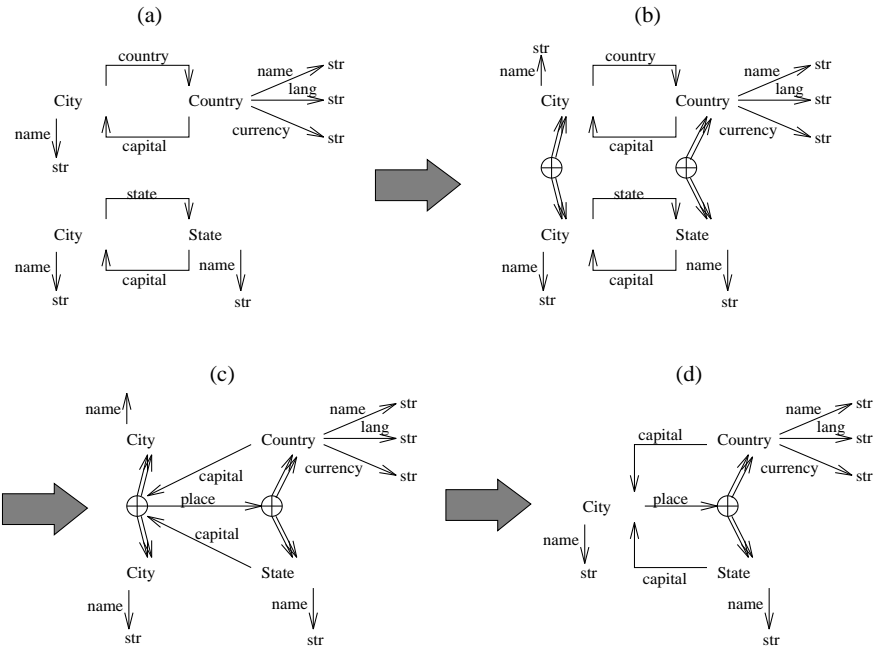 (a)
country
City
Country
name
str
lang
str
currency
str
name
str
capital
state
City
State
name
str
capital
name
str
(b)
str
name
country
City
Country
name
str
lang
str
currency
str
capital
state
City
State
name
str
capital
name
str
(c)
name
City
Country
name
str
lang
str
currency
str
capital
place
capital
City
State
name
str
name
str
(d)
capital
Country
name
str
lang
str
currency
str
City
place
name
str
capital
State
name
str